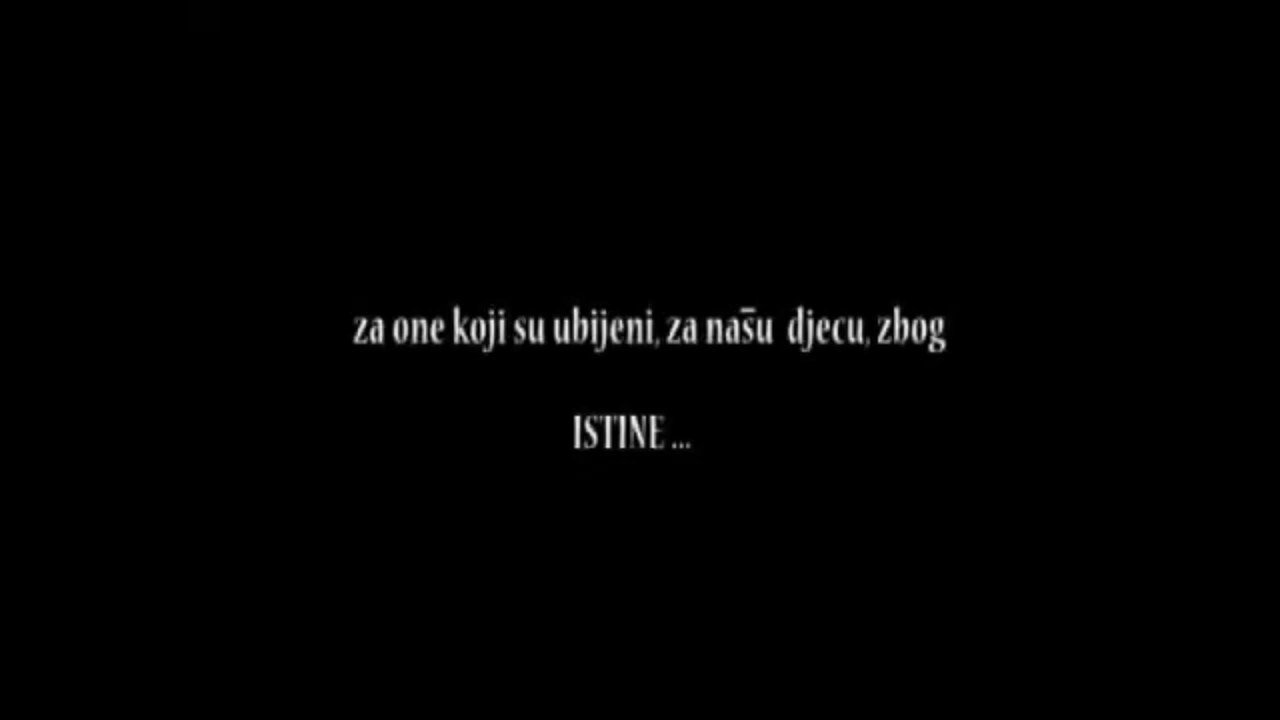 za one koji su ubijeni, za našu djecu, zbog
ISTINE ...